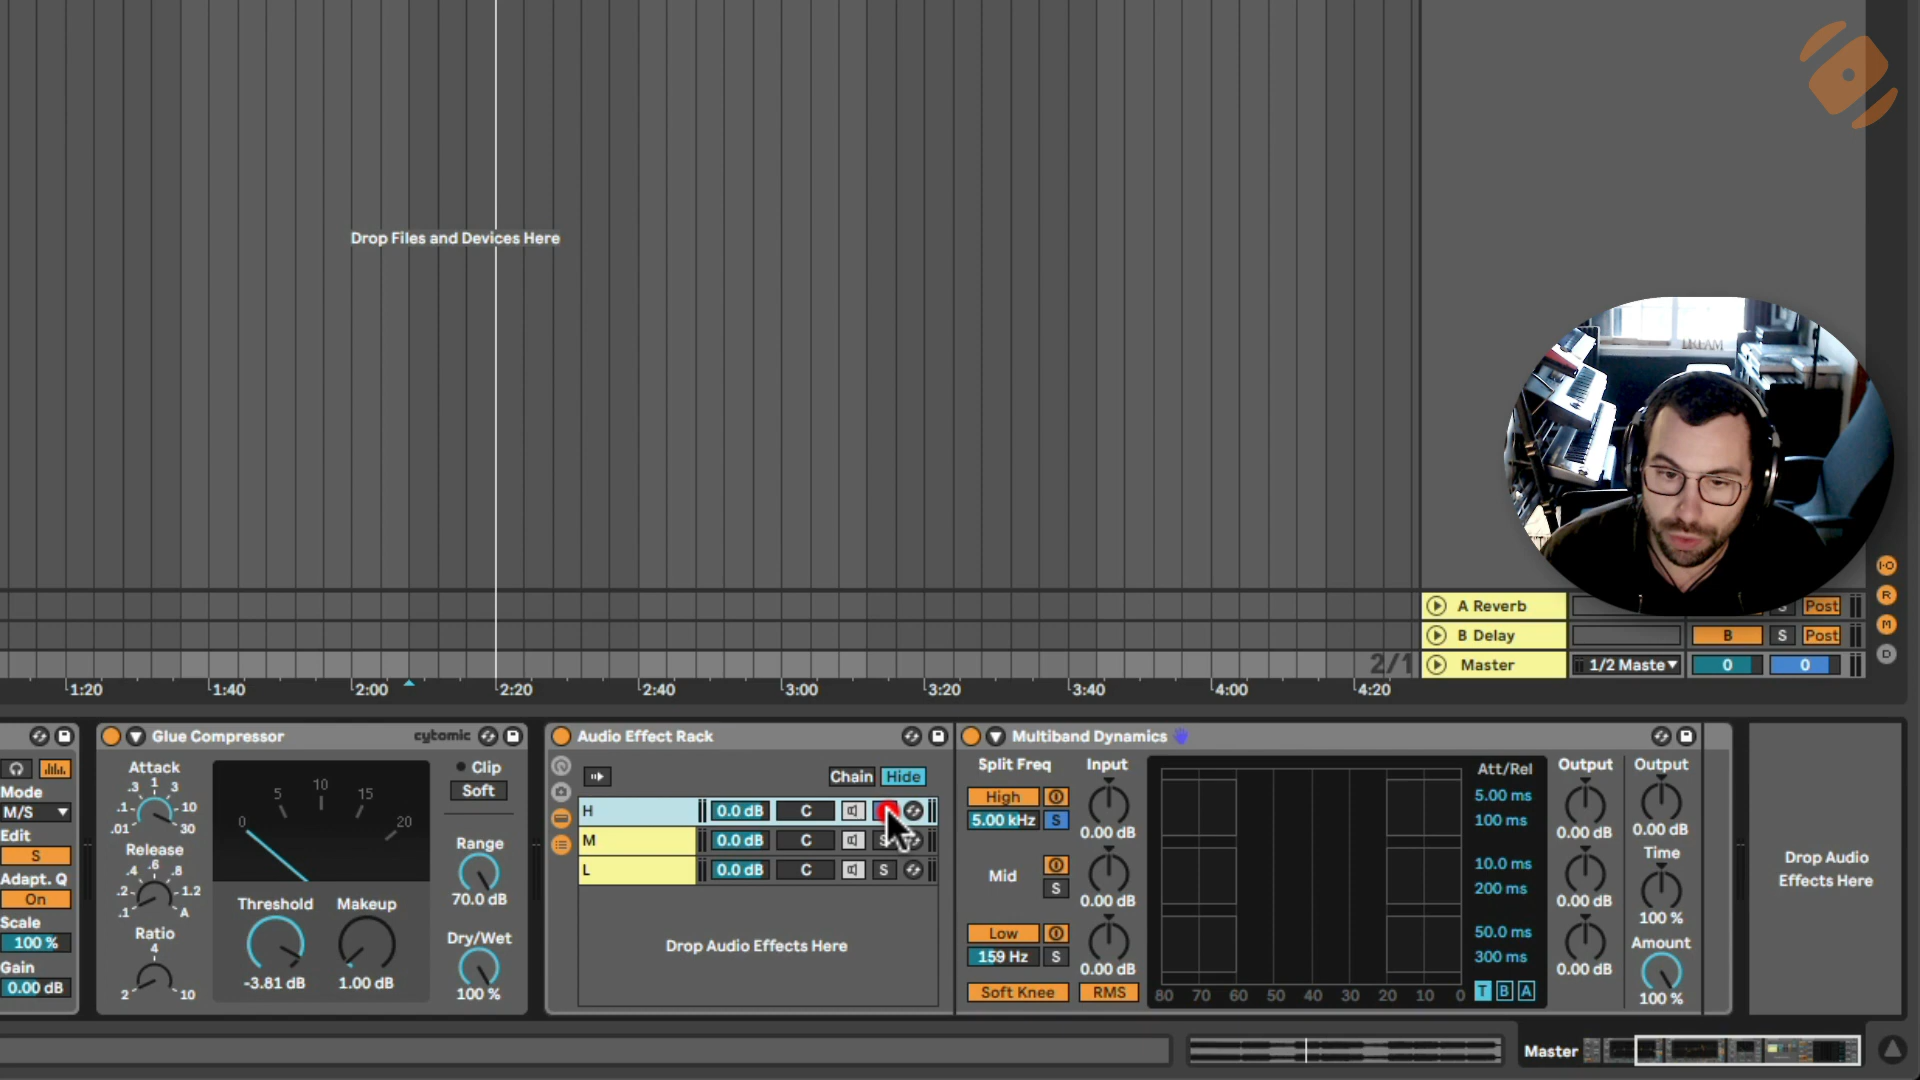 DREAM
Drop Files and Devices Here
A Reverb
S
Post
B Delay
B
S
Post
2/1
Master
1/2 Maste
0
0
I·O
R
M
D
1:20
1:40
2:00
2:20
2:40
3:00
3:20
3:40
4:00
4:20
Mode
M/S
Edit
S
Adapt. Q
On
Scale
100 %
Gain
0.00 dB
Glue Compressor
cytomic
Attack
.3
1
3
.1
10
.01
30
Release
.4
.6
.8
.2
1.2
.1
A
Ratio
4
2
10
0
5
10
15
20
Threshold
-3.81 dB
Makeup
1.00 dB
Clip
Soft
Range
70.0 dB
Dry/Wet
100 %
Audio Effect Rack
Chain
Hide
H
0.0 dB
C
M
0.0 dB
C
S
L
0.0 dB
C
S
Drop Audio Effects Here
Multiband Dynamics
Split Freq
High
5.00 kHz
S
Mid
S
Low
159 Hz
S
Soft Knee
RMS
Input
0.00 dB
0.00 dB
0.00 dB
80
70
60
50
40
30
20
10
0
Att/Rel
5.00 ms
100 ms
10.0 ms
200 ms
50.0 ms
300 ms
T
B
A
Output
0.00 dB
0.00 dB
0.00 dB
Output
0.00 dB
Time
100 %
Amount
100 %
Drop Audio
Effects Here
Master